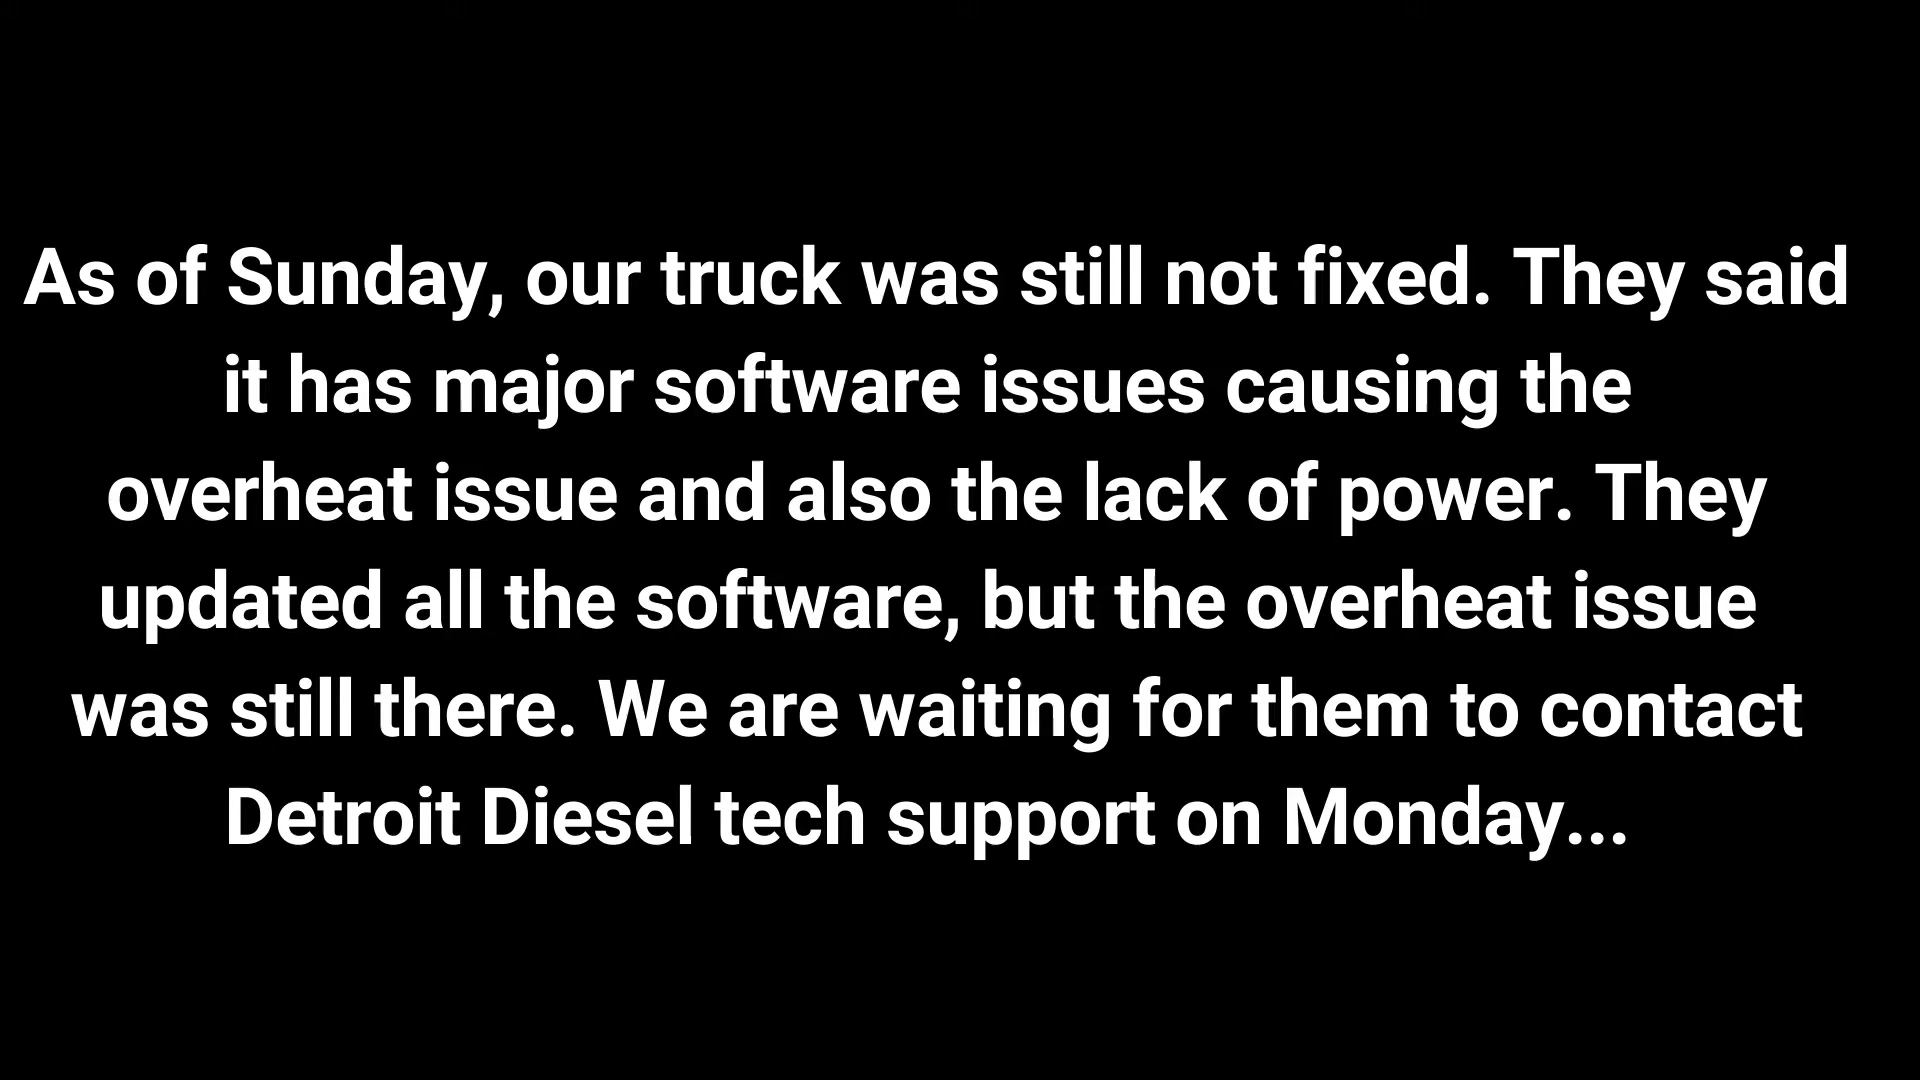 As of Sunday, our truck was still not fixed. They said
it has major software issues causing the
overheat issue and also the lack of power. They
updated all the software, but the overheat issue
was still there. We are waiting for them to contact
Detroit Diesel tech support on Monday...